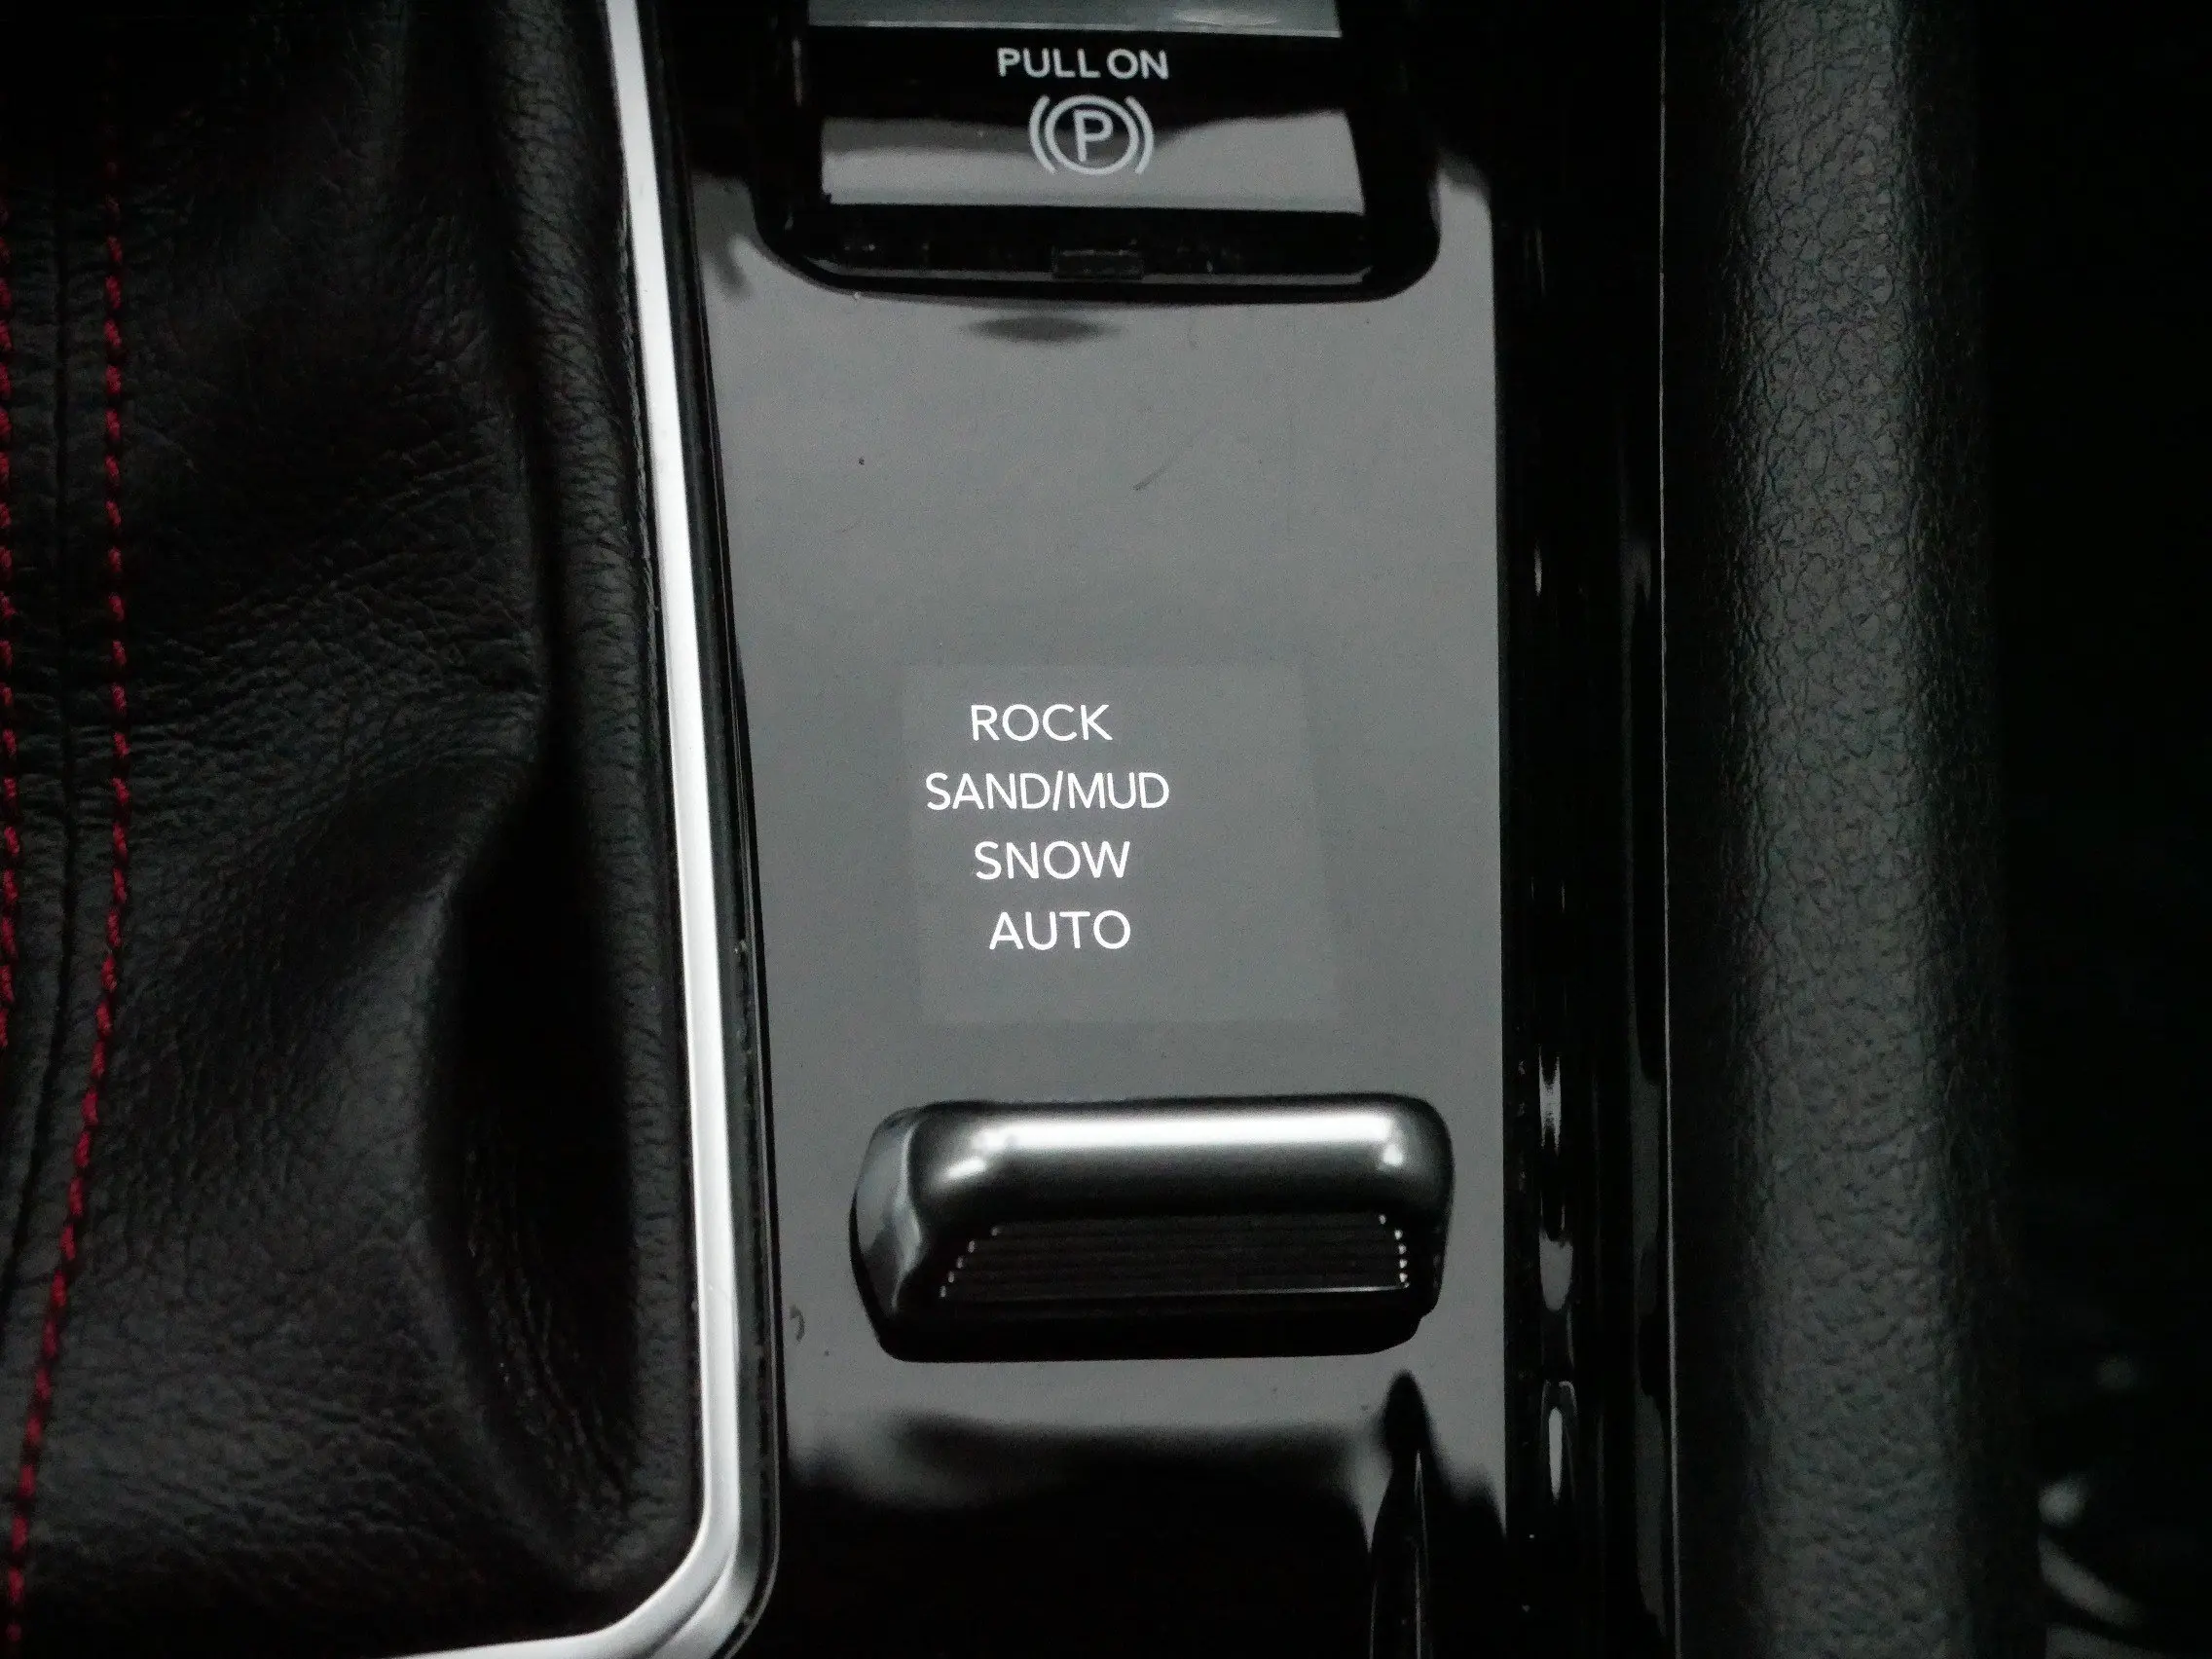 PULL ON
(P)
ROCK
SAND/MUD
SNOW
AUTO